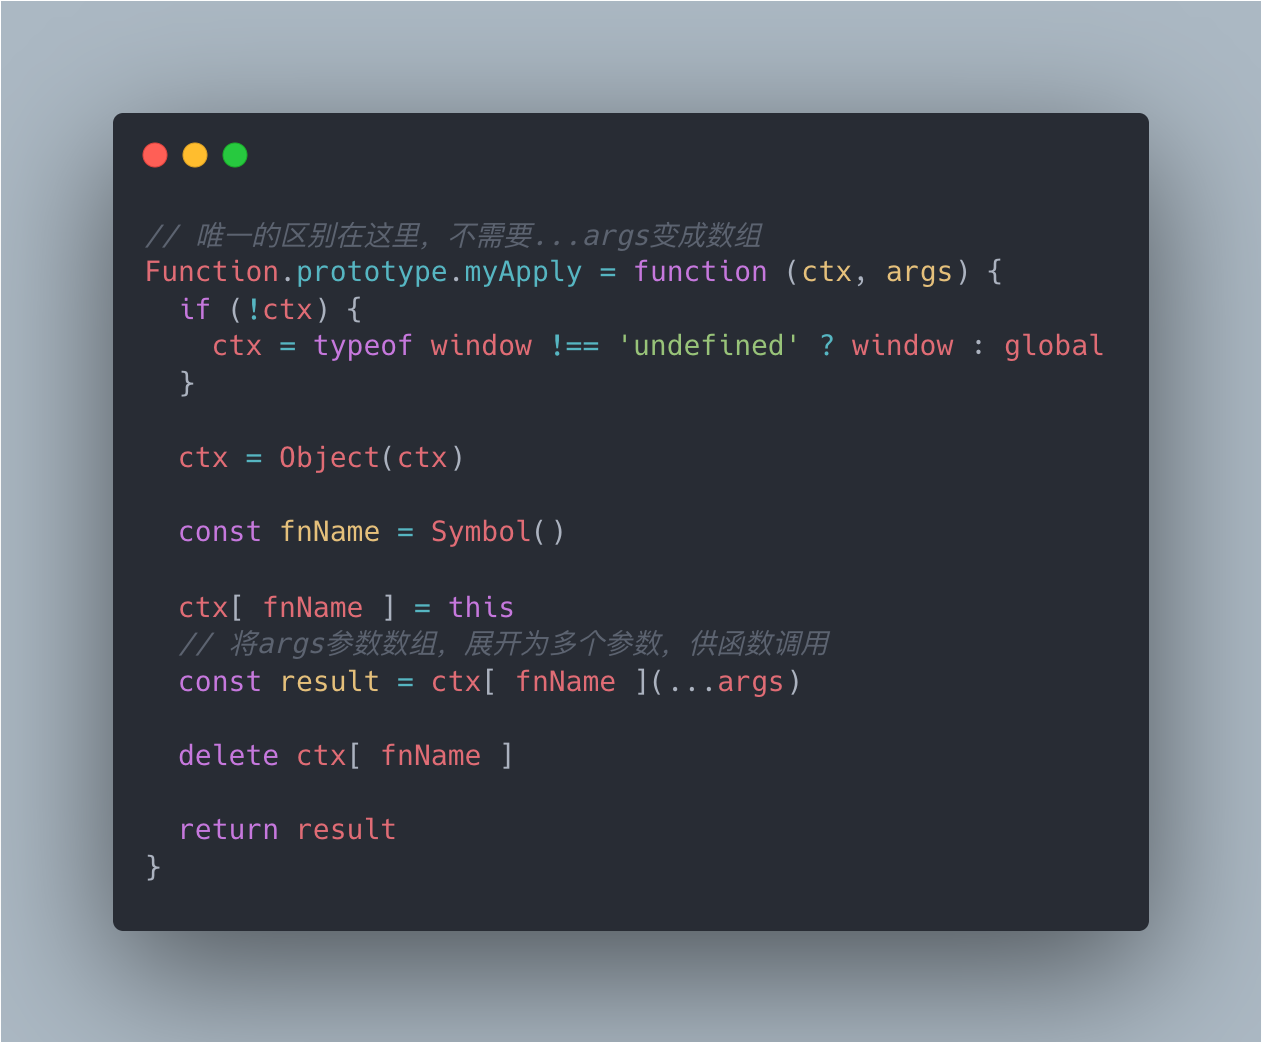 // 唯一的区别在这里，不需要...args变成数组
Function.prototype.myApply = function (ctx, args) {
  if (!ctx) {
    ctx = typeof window !== 'undefined' ? window : global
  }
  ctx = Object(ctx)
  const fnName = Symbol()
  ctx[ fnName ] = this
  // 将args参数数组，展开为多个参数，供函数调用
  const result = ctx[ fnName ](...args)
  delete ctx[ fnName ]
  return result
}